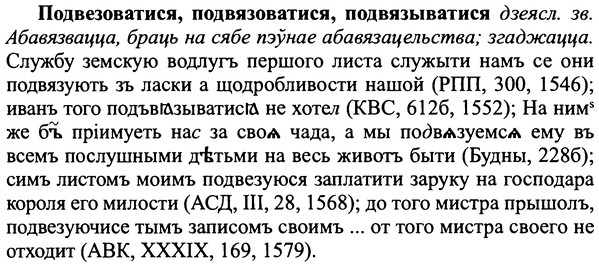 Подвезоватися, подвязоватися, подвязыватися дзеясл. зв.
Абавязвацца, браць на сябе пэўнае абавязацельства; згаджацца.
Службу земскую водлугъ першого листа служыти намъ се они
подвязують зъ ласки а щодробливости нашой (РПП, 300, 1546);
иванъ того подъвꙗзыватисꙗ не хотел (КВС, 612б, 1552); На нимˢ
же бъ҃ прiимуеть нас за своѧ чада, а мы подвѧзуемсѧ ему въ
всемъ послушными дѣтьми на весь животъ быти (Будны, 228б);
симъ листомъ моимъ подвезуюся заплатити заруку на господара
короля его милости (АСД, III, 28, 1568); до того мистра прышолъ,
подвезуючисе тымъ записомъ своимъ ... от того мистра своего не
отходит (АВК, XXXIX, 169, 1579).